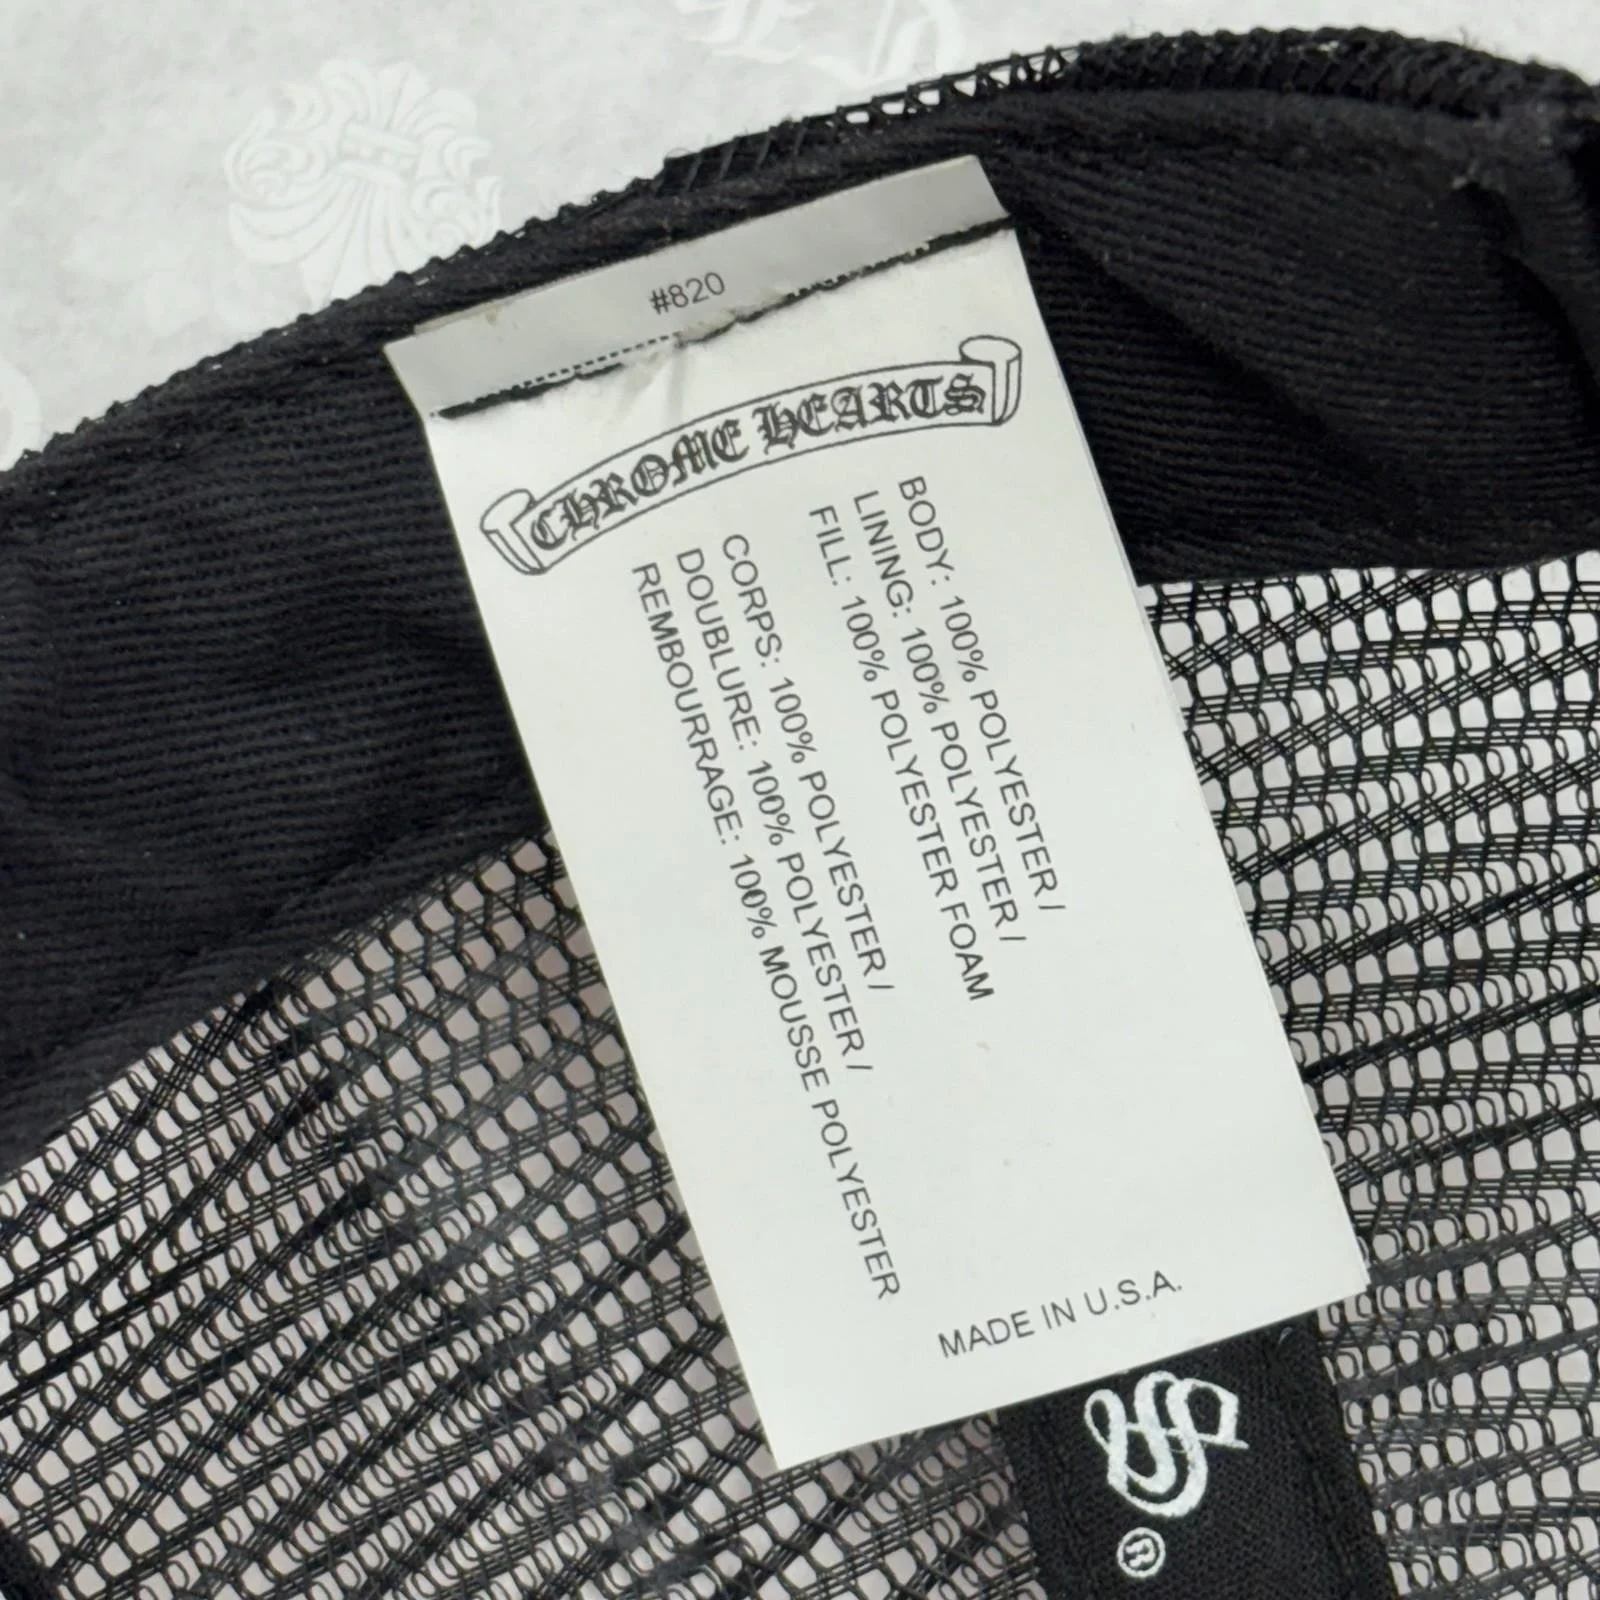 #820
CHROME HEARTS
BODY: 100% POLYESTER /
LINING: 100% POLYESTER /
FILL: 100% POLYESTER FOAM
CORPS: 100% POLYESTER /
DOUBLURE: 100% POLYESTER /
REMBOURRAGE: 100% MOUSSE POLYESTER
MADE IN U.S.A.
®